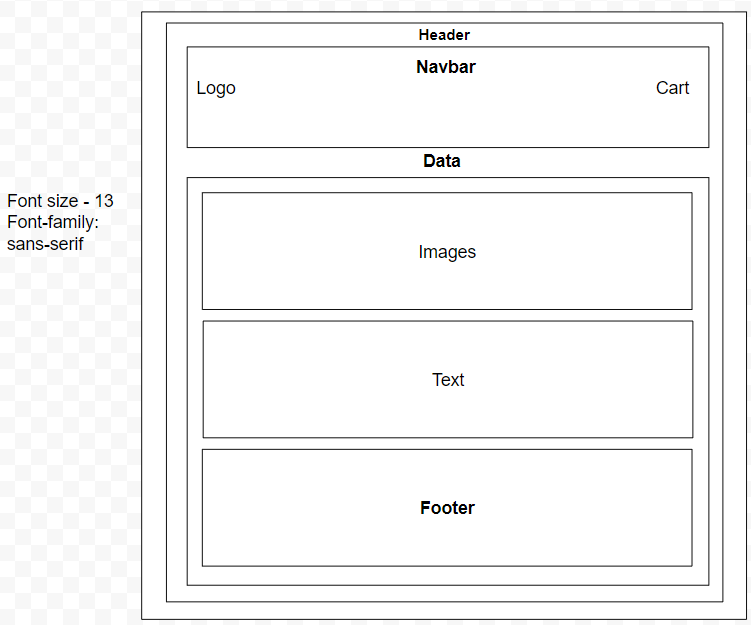 Header
Navbar
Logo
Cart
Data
Font size - 13
Font-family:
sans-serif
Images
Text
Footer